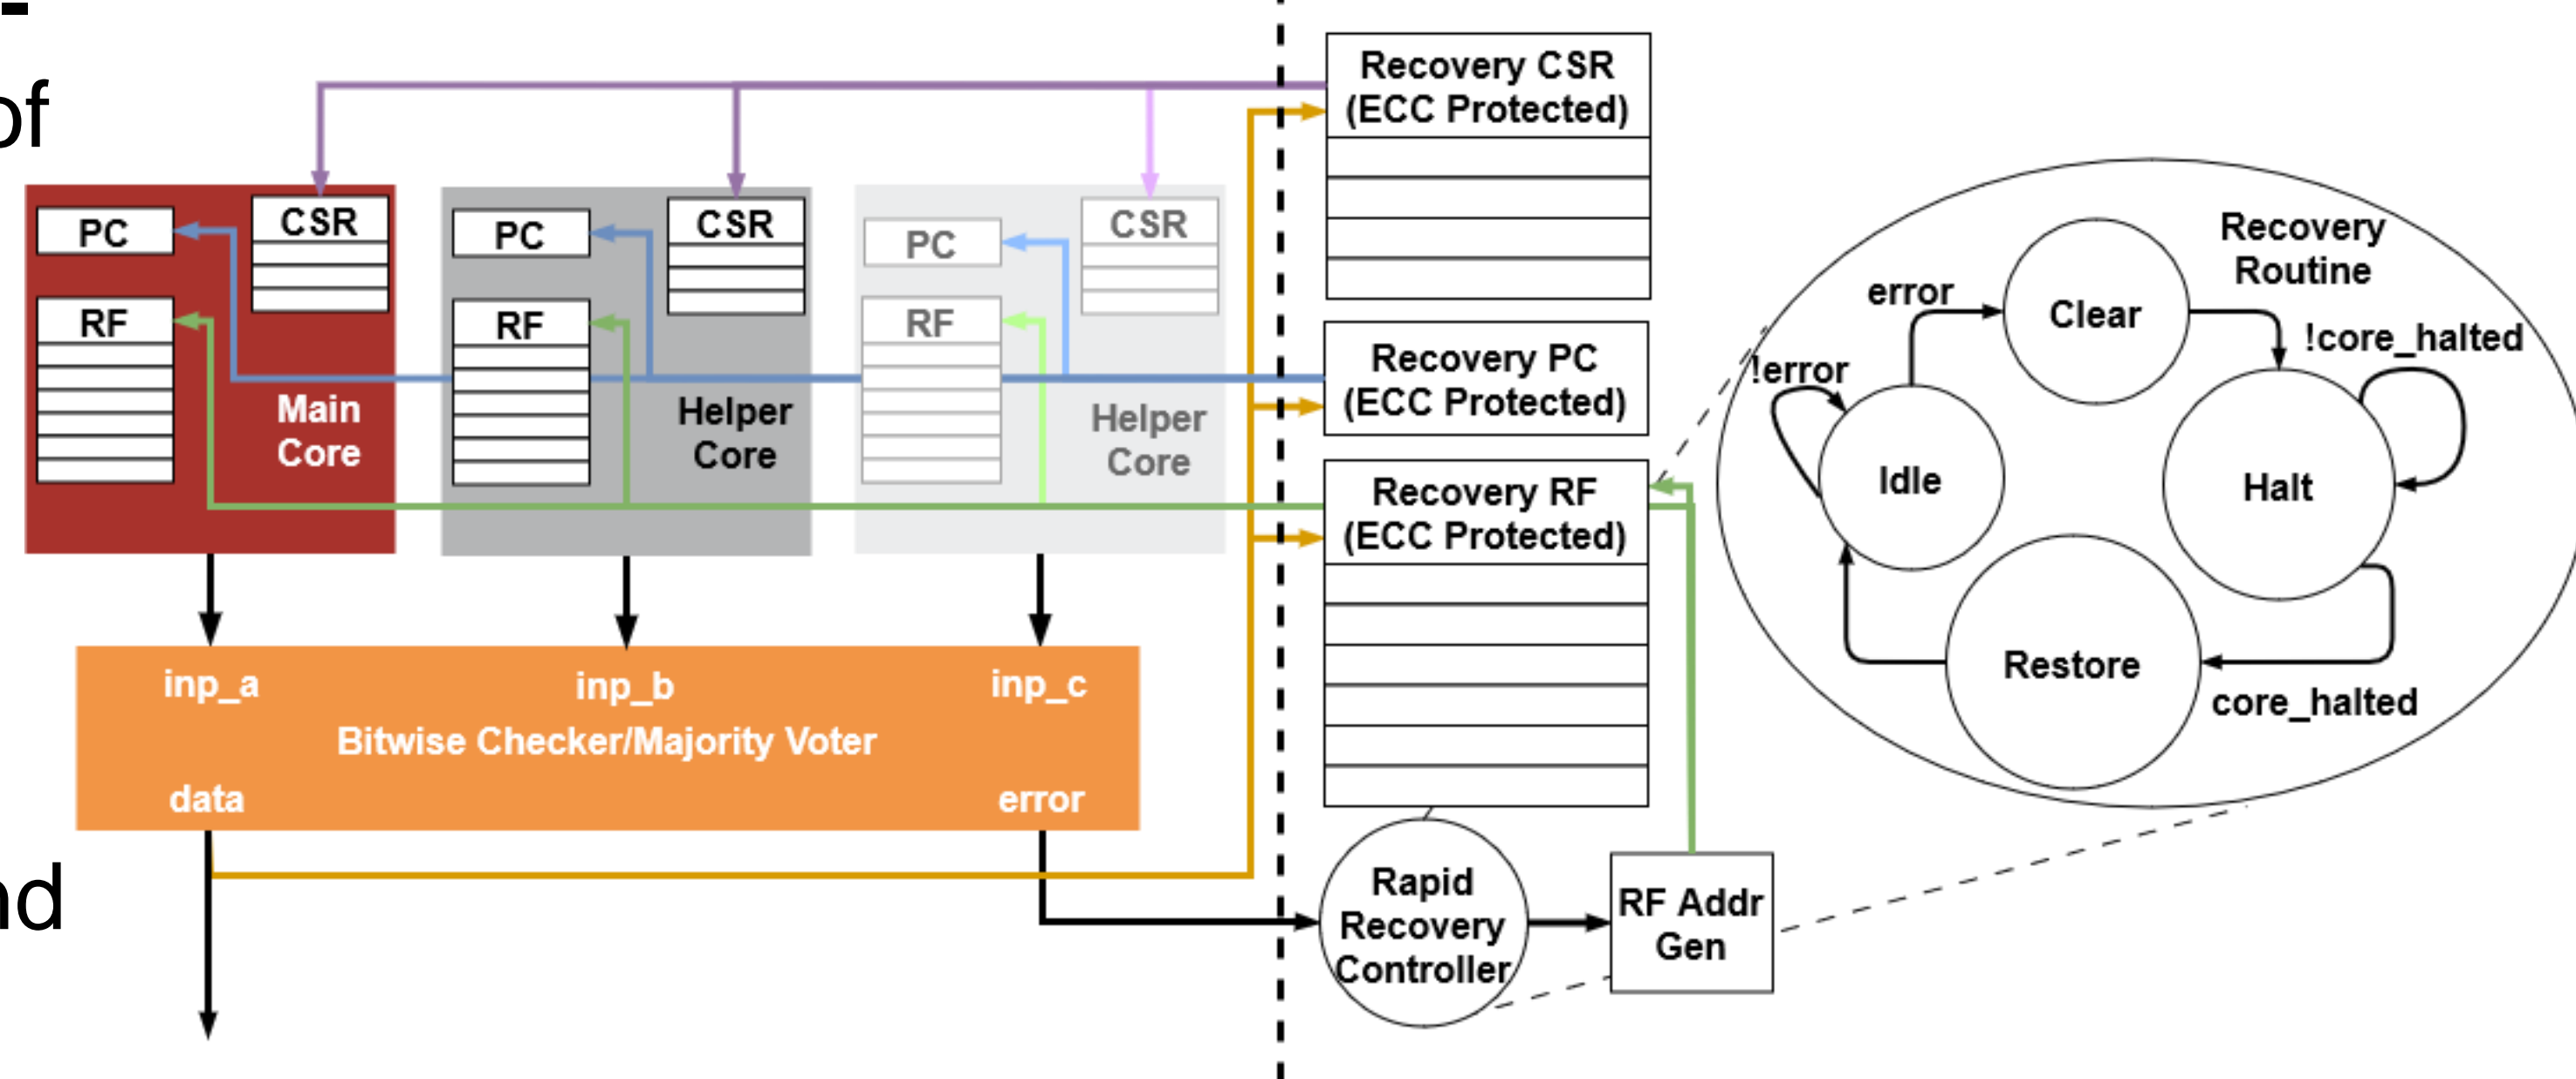 -
of
nd
PC
CSR
RF
Main
Core
PC
CSR
RF
Helper
Core
PC
CSR
RF
Helper
Core
inp_a
inp_b
inp_c
Bitwise Checker/Majority Voter
data
error
Recovery CSR
(ECC Protected)
Recovery PC
(ECC Protected)
Recovery RF
(ECC Protected)
Rapid
Recovery
Controller
RF Addr
Gen
Recovery
Routine
error
Clear
!core_halted
!error
Idle
Halt
Restore
core_halted